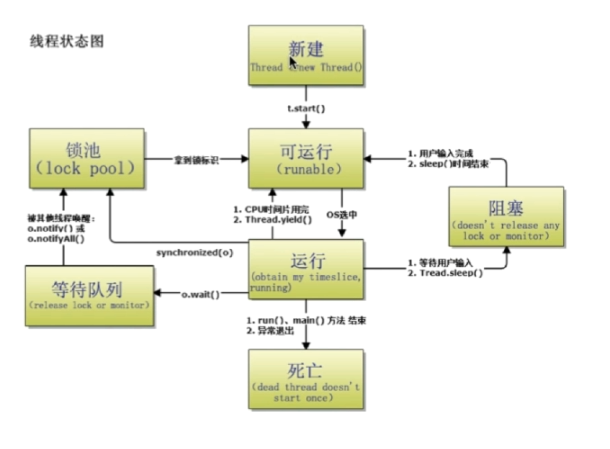 线程状态图
新建
Thread t=new Thread()
t.start()
锁池
(lock pool)
拿到锁标识
可运行
(runable)
1. 用户输入完成
2. sleep()时间结束
阻塞
(doesn't release any
lock or monitor)
被其他线程唤醒:
o.notify() 或
o.notifyAll()
1. CPU时间片用完
2. Thread.yield()
OS选中
synchronized(o)
运行
(obtain my timeslice,
running)
1. 等待用户输入
2. Tread.sleep()
等待队列
(release lock or monitor)
o.wait()
1. run()、main() 方法 结束
2. 异常退出
死亡
(dead thread doesn't
start once)